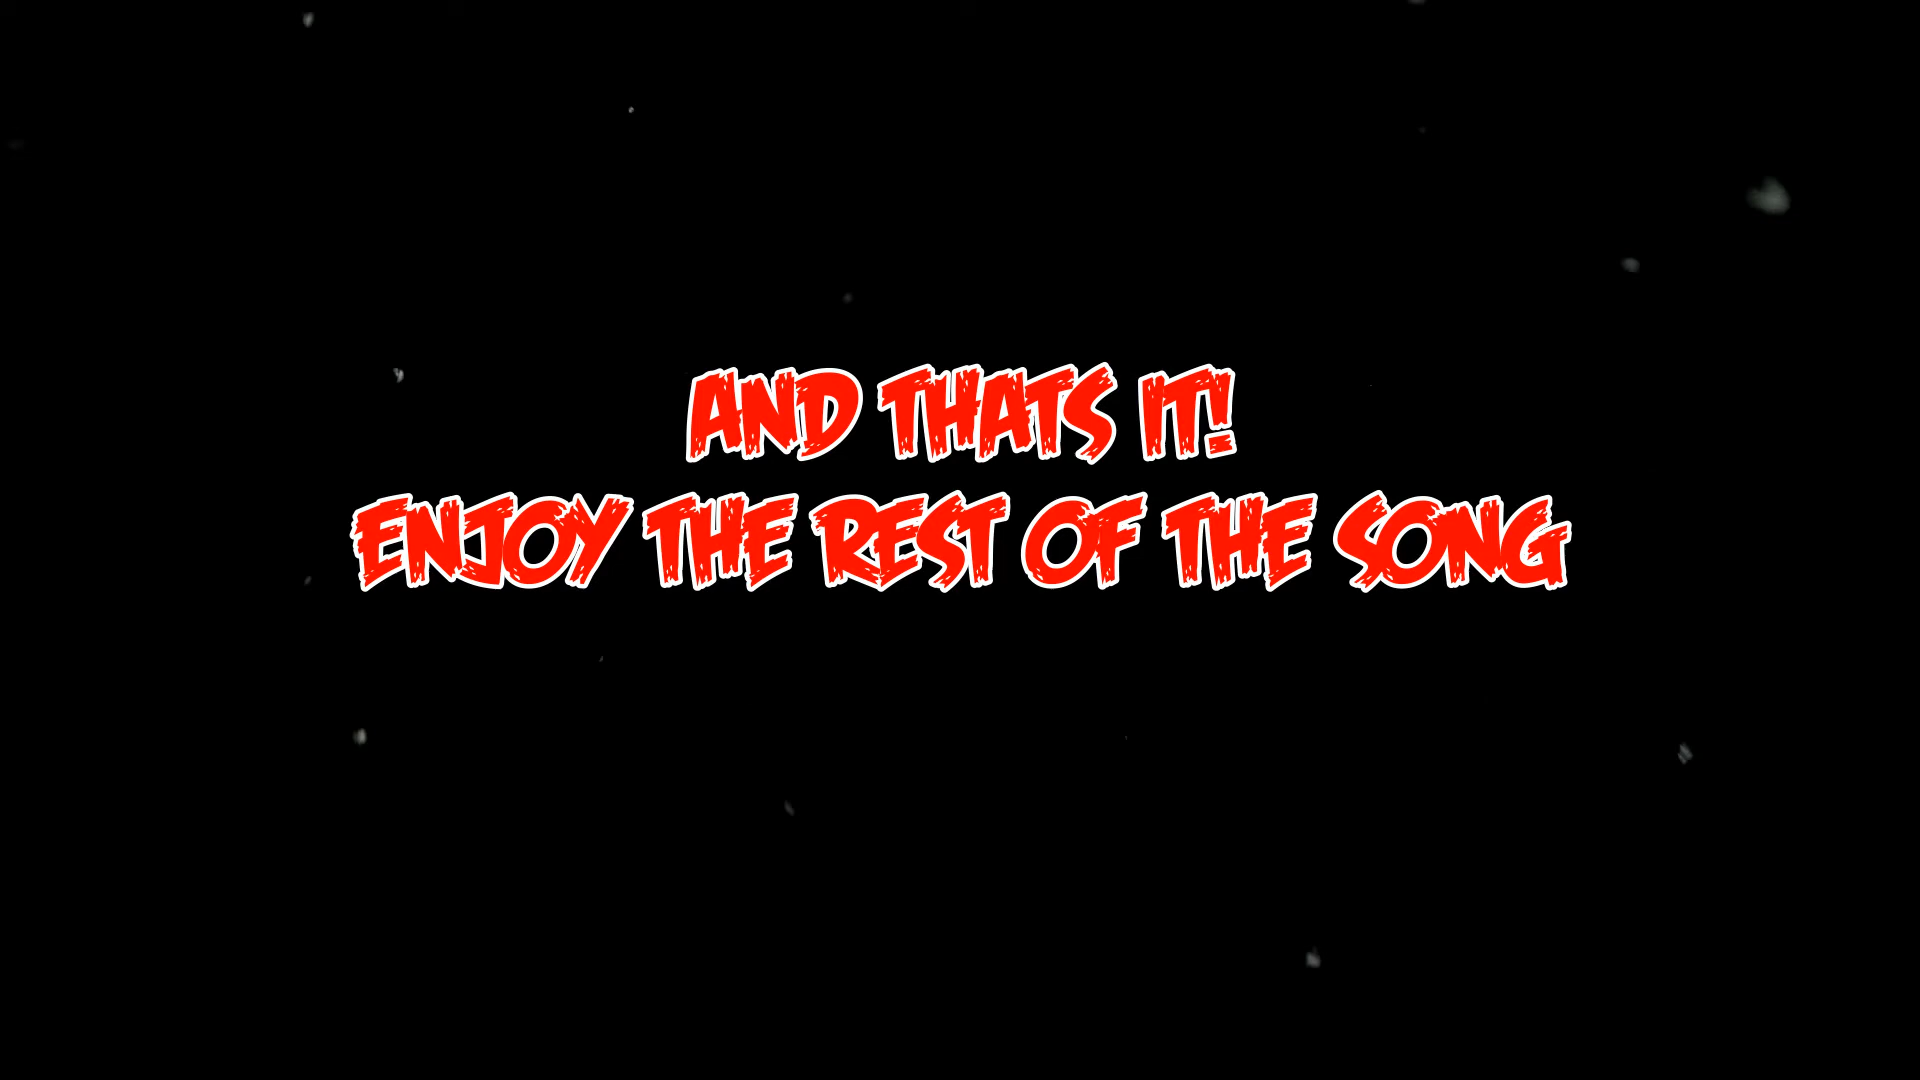 AND THATS IT!
ENJOY THE REST OF THE SONG